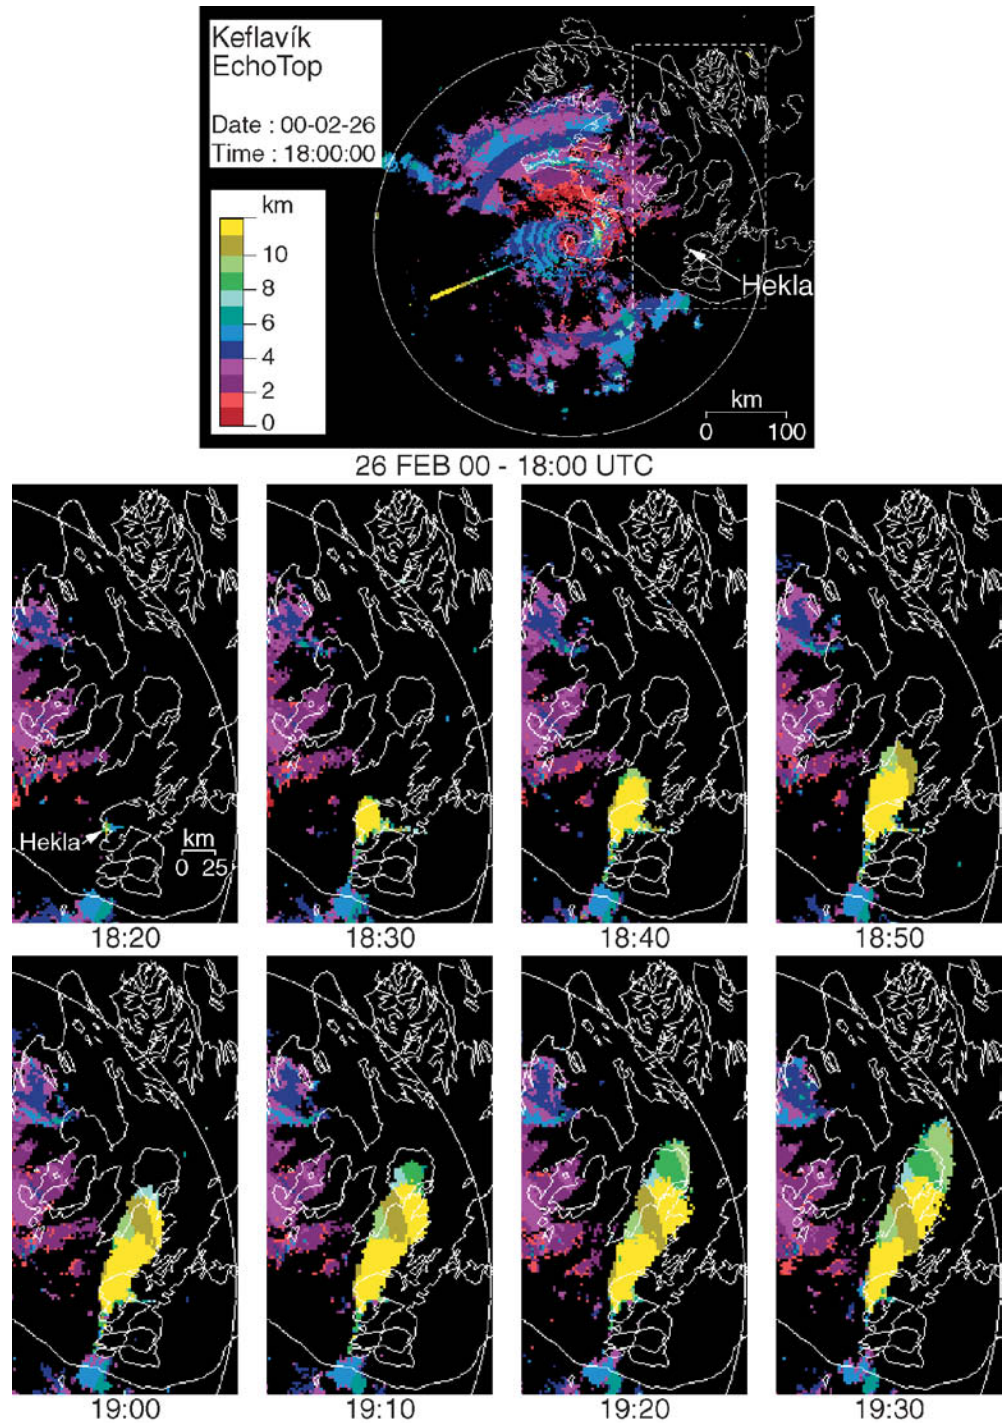 Keflavík
EchoTop
Date : 00-02-26
Time : 18:00:00
km
10
8
6
4
2
0
Hekla
km
0 100
26 FEB 00 - 18:00 UTC
Hekla
km
0 25
18:20 18:30 18:40 18:50
19:00 19:10 19:20 19:30